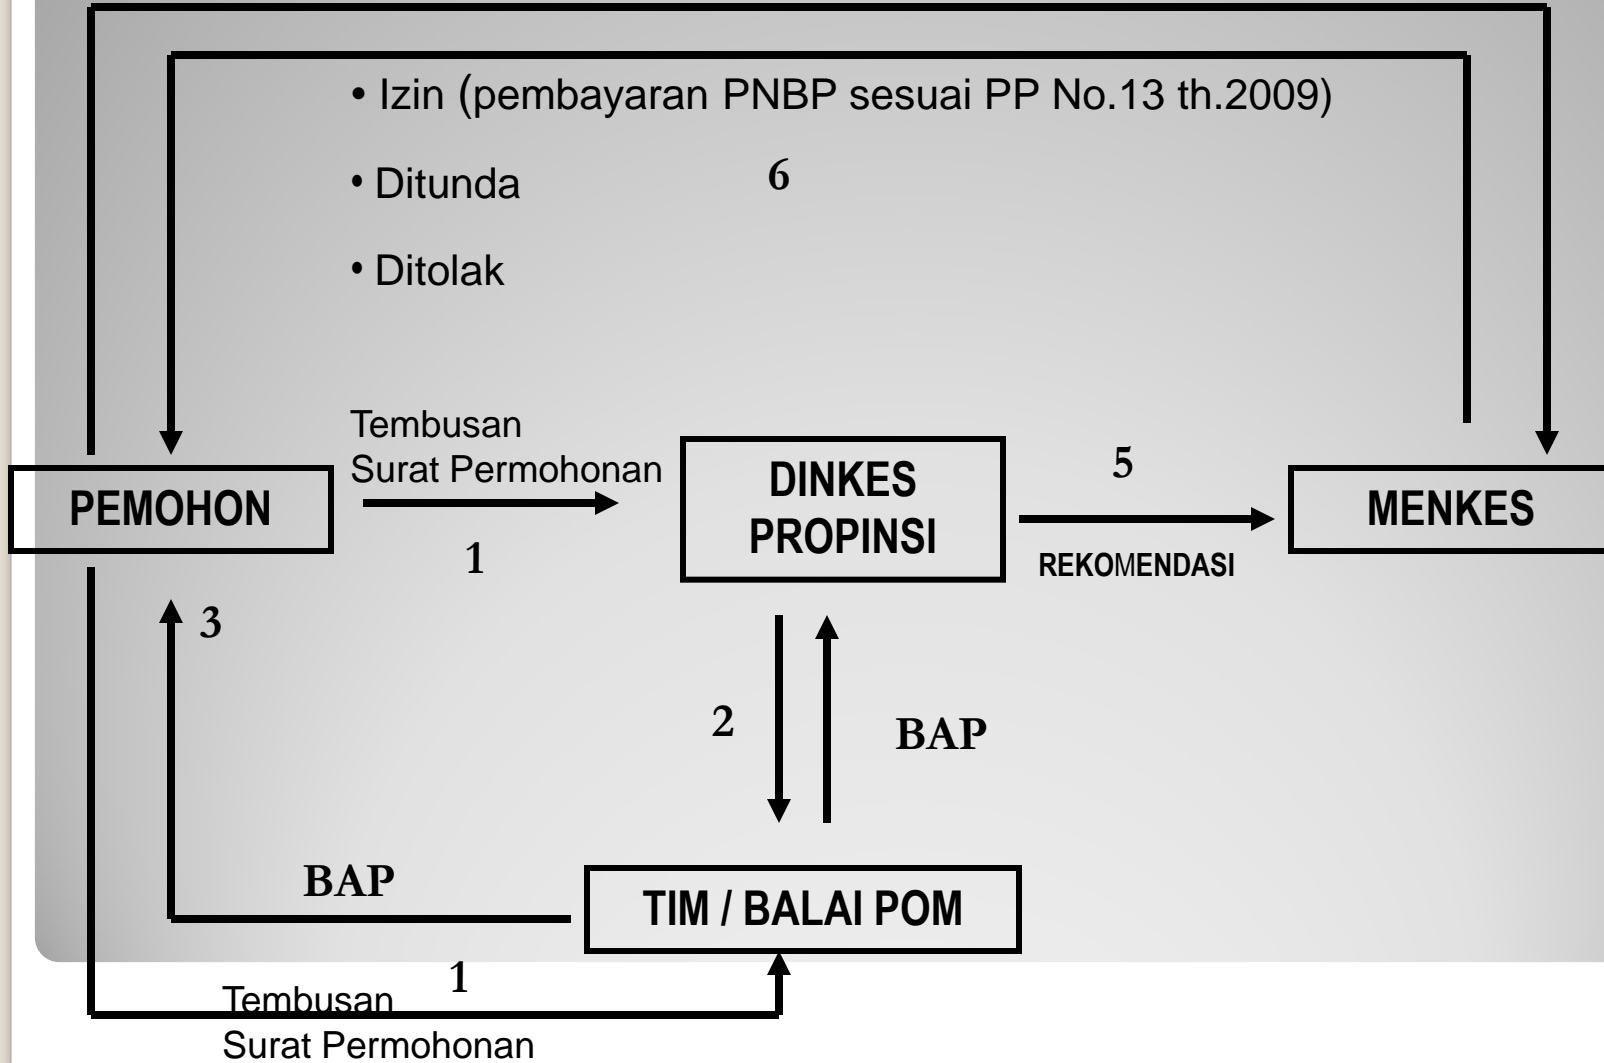 • Izin (pembayaran PNBP sesuai PP No.13 th.2009)
6
• Ditunda
• Ditolak
Tembusan
Surat Permohonan
PEMOHON
1
DINKES
PROPINSI
5
REKOMENDASI
MENKES
3
2
BAP
BAP
TIM / BALAI POM
1
Tembusan
Surat Permohonan